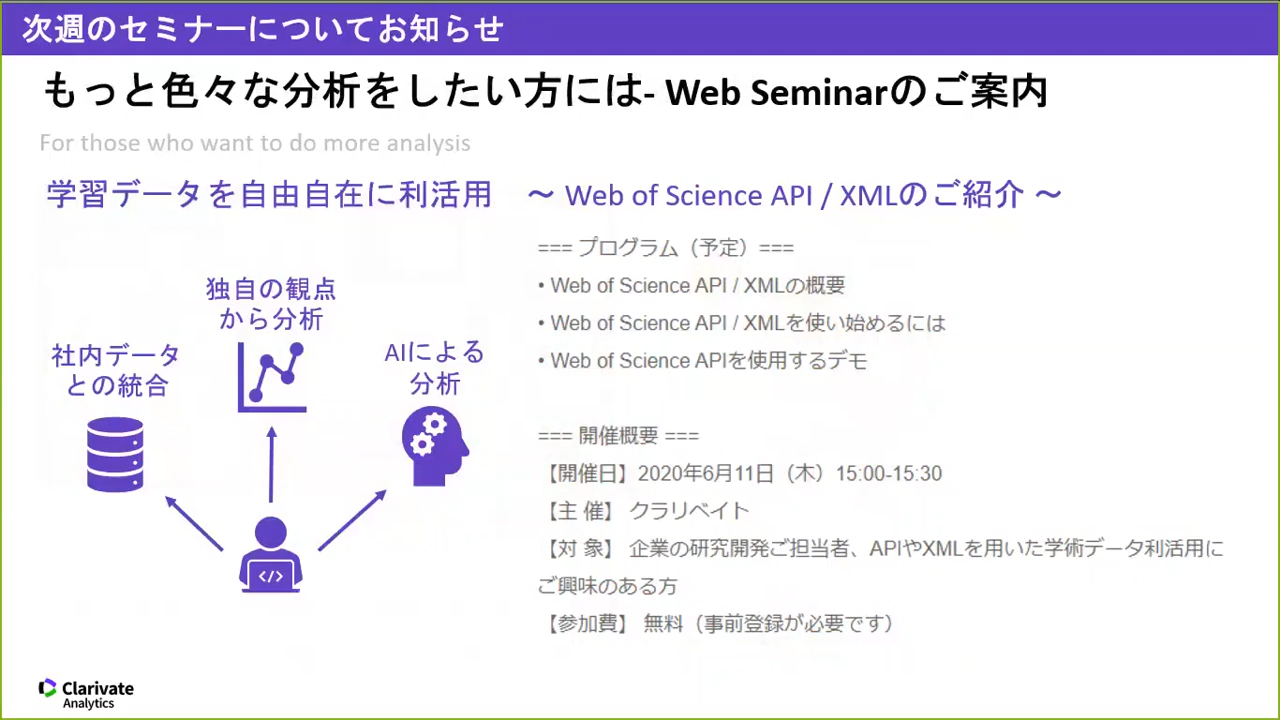 次週のセミナーについてお知らせ
もっと色々な分析をしたい方には- Web Seminarのご案内
For those who want to do more analysis
学習データを自由自在に利活用 ～ Web of Science API / XMLのご紹介 ～
独自の観点
から分析
社内データ
との統合
AIによる
分析
</>
=== プログラム（予定）===
• Web of Science API / XMLの概要
• Web of Science API / XMLを使い始めるには
• Web of Science APIを使用するデモ
=== 開催概要 ===
【開催日】2020年6月11日（木）15:00-15:30
【主 催】 クラリベイト
【対 象】 企業の研究開発ご担当者、APIやXMLを用いた学術データ利活用に
ご興味のある方
【参加費】 無料（事前登録が必要です）
Clarivate
Analytics